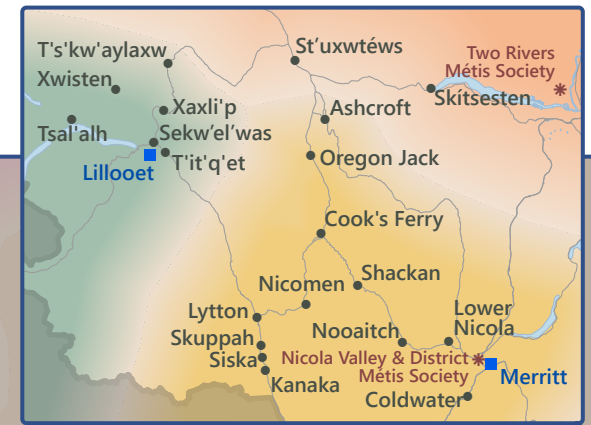 St'uxwtéws
T's'kw'aylaxw
Two Rivers
Métis Society
Xwisten
Skítsesten
Xaxli'p
Ashcroft
Tsal'alh
Sekw'el'was
T'it'q'et
Oregon Jack
Lillooet
Cook's Ferry
Shackan
Nicomen
Lytton
Lower
Nicola
Nooaitch
Skuppah
Siska
Nicola Valley & District
Métis Society
Kanaka
Merritt
Coldwater